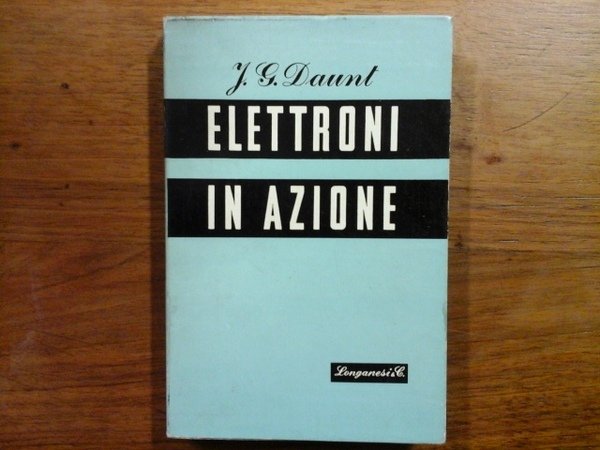 J. G. Daunt
ELETTRONI
IN AZIONE
Longanesi & C.